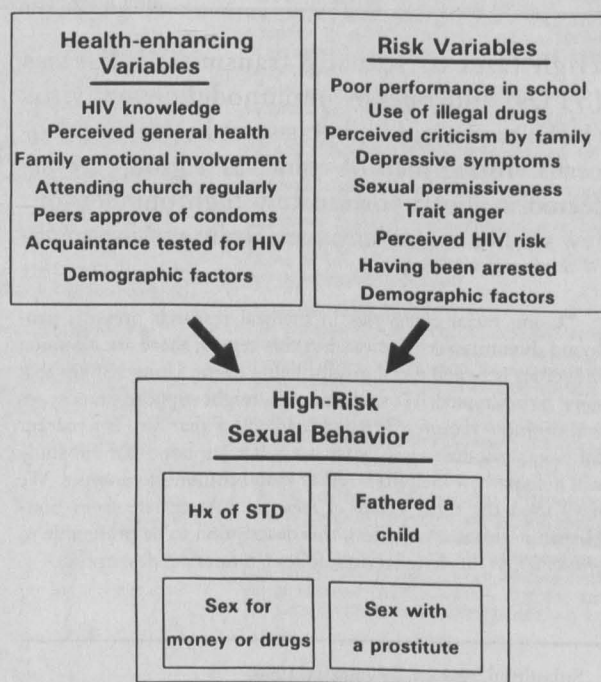 Health-enhancing
Variables
HIV knowledge
Perceived general health
Family emotional involvement
Attending church regularly
Peers approve of condoms
Acquaintance tested for HIV
Demographic factors
Risk Variables
Poor performance in school
Use of illegal drugs
Perceived criticism by family
Depressive symptoms
Sexual permissiveness
Trait anger
Perceived HIV risk
Having been arrested
Demographic factors
High-Risk
Sexual Behavior
Hx of STD
Fathered a
child
Sex for
money or drugs
Sex with
a prostitute